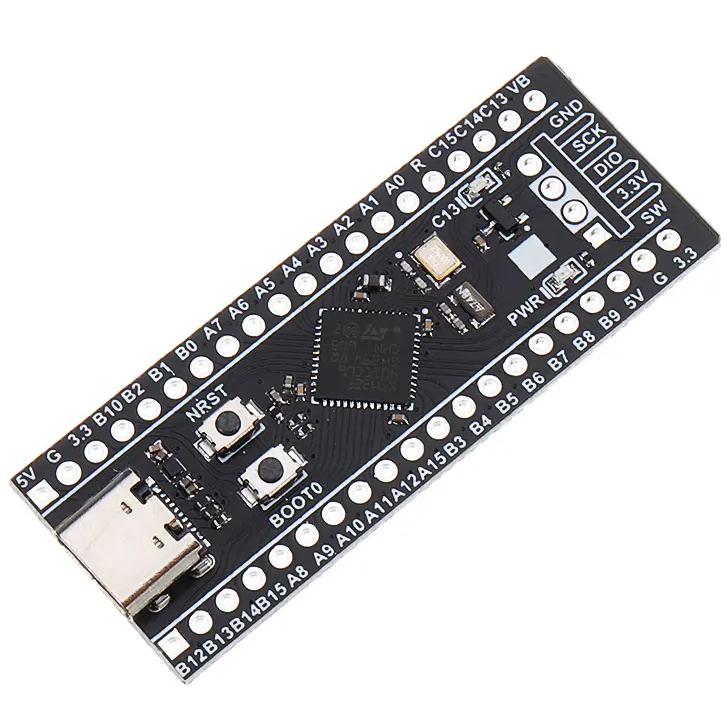 5V G 3.3 B10 B2 B1 B0 A7 A6 A5 A4 A3 A2 A1 A0 R C15 C14 C13 VB
GND
SCK
DIO
3.3V
SW
C13
PWR
NRST
BOOT0
B12 B13 B14 B15 A8 A9 A10 A11 A12 A15 B3 B4 B5 B6 B7 B8 B9 5V G 3.3